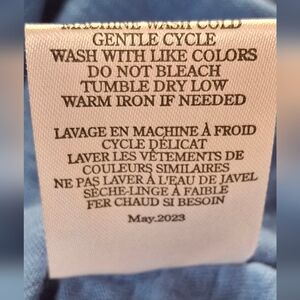 MACHINE WASH COLD
GENTLE CYCLE
WASH WITH LIKE COLORS
DO NOT BLEACH
TUMBLE DRY LOW
WARM IRON IF NEEDED
LAVAGE EN MACHINE À FROID
CYCLE DÉLICAT
LAVER LES VÊTEMENTS DE
COULEURS SIMILAIRES
NE PAS LAVER À L'EAU DE JAVEL
SÈCHE-LINGE À FAIBLE
FER CHAUD SI BESOIN
May.2023